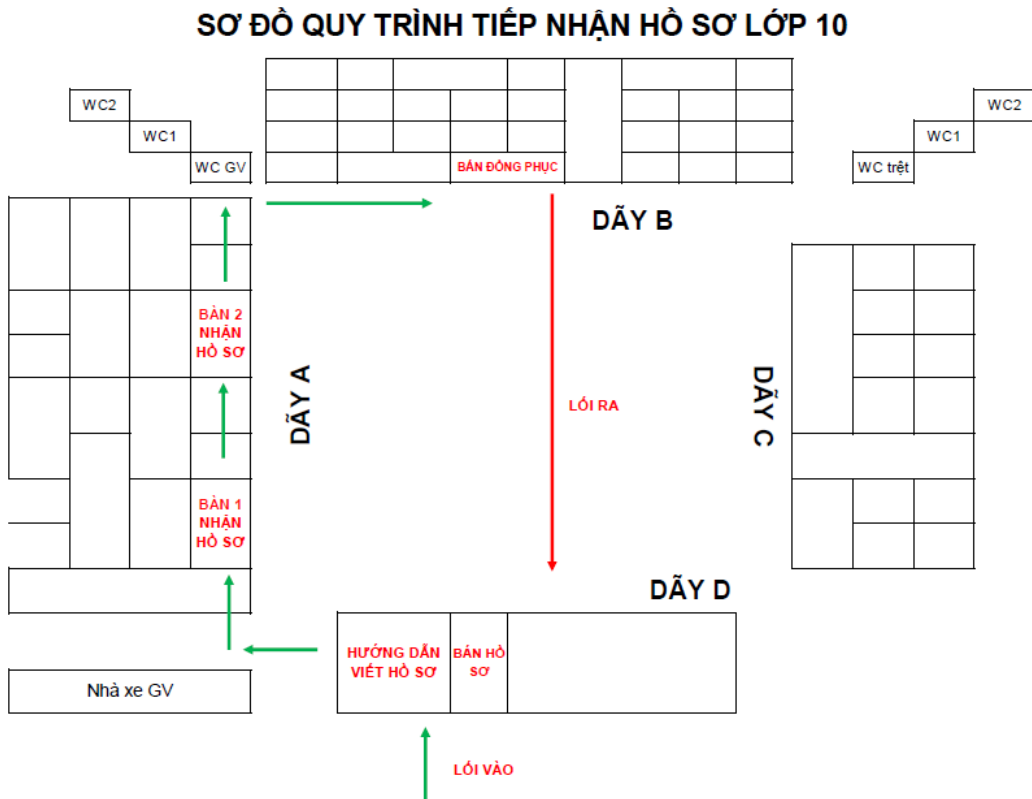 SƠ ĐỒ QUY TRÌNH TIẾP NHẬN HỒ SƠ LỚP 10
WC2
WC1
WC GV
BÁN ĐỒNG PHỤC
WC2
WC1
WC trệt
DÃY B
BÀN 2
NHẬN
HỒ SƠ
DÃY A
LỐI RA
DÃY C
BÀN 1
NHẬN
HỒ SƠ
DÃY D
HƯỚNG DẪN
VIẾT HỒ SƠ
BÁN HỒ
SƠ
Nhà xe GV
LỐI VÀO